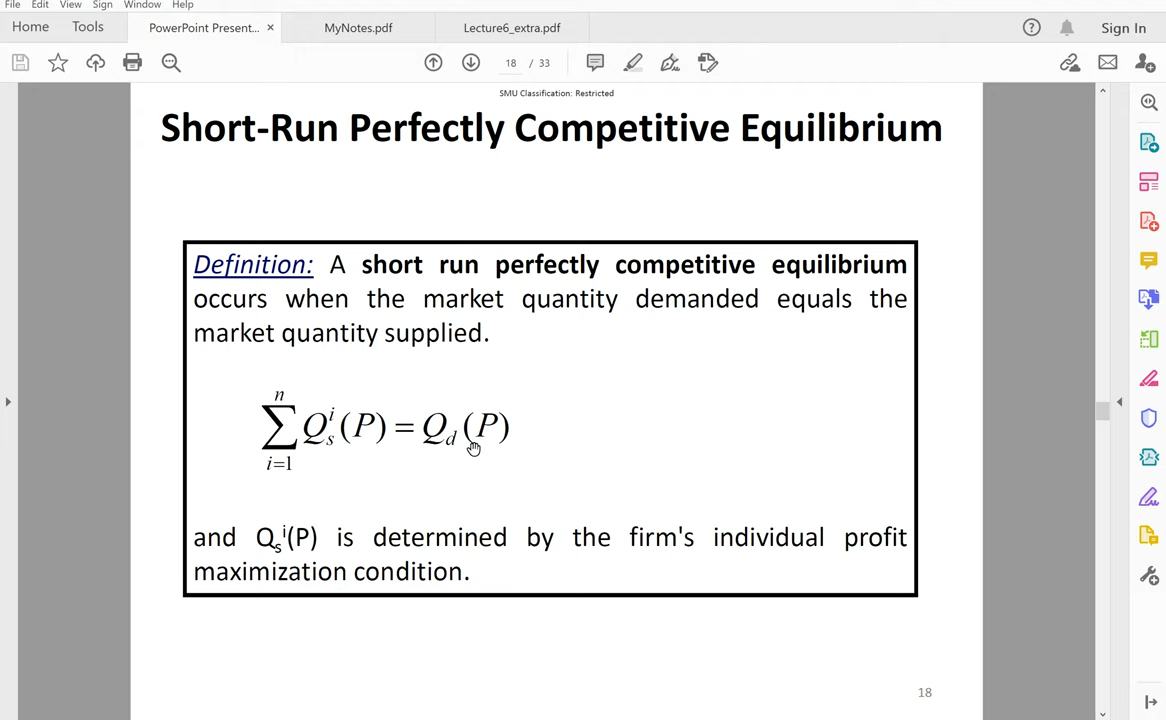 File Edit View Sign Window Help
Home Tools PowerPoint Present... × MyNotes.pdf Lecture6_extra.pdf ? Sign In
18 / 33
SMU Classification: Restricted
Short-Run Perfectly Competitive Equilibrium
Definition: A short run perfectly competitive equilibrium
occurs when the market quantity demanded equals the
market quantity supplied.
n
∑ Qₛⁱ(P) = Q_d(P)
i=1
and Qₛⁱ(P) is determined by the firm's individual profit
maximization condition.
18